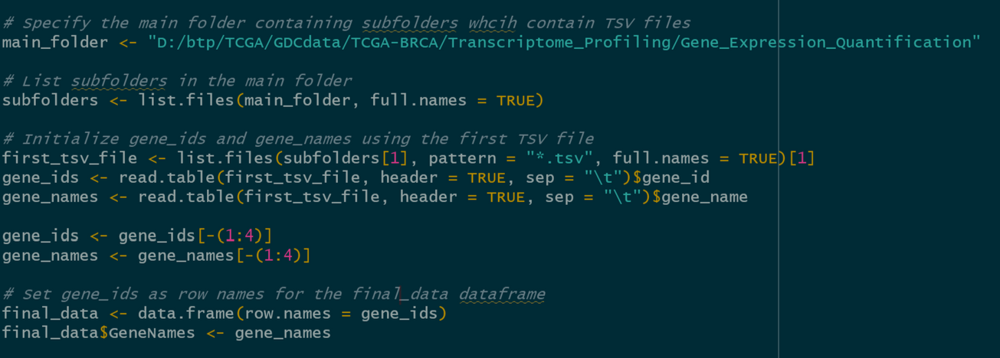 # Specify the main folder containing subfolders whcih contain TSV files
main_folder <- "D:/btp/TCGA/GDCdata/TCGA-BRCA/Transcriptome_Profiling/Gene_Expression_Quantification"
# List subfolders in the main folder
subfolders <- list.files(main_folder, full.names = TRUE)
# Initialize gene_ids and gene_names using the first TSV file
first_tsv_file <- list.files(subfolders[1], pattern = "*.tsv", full.names = TRUE)[1]
gene_ids <- read.table(first_tsv_file, header = TRUE, sep = "\t")$gene_id
gene_names <- read.table(first_tsv_file, header = TRUE, sep = "\t")$gene_name
gene_ids <- gene_ids[-(1:4)]
gene_names <- gene_names[-(1:4)]
# Set gene_ids as row names for the final_data dataframe
final_data <- data.frame(row.names = gene_ids)
final_data$GeneNames <- gene_names